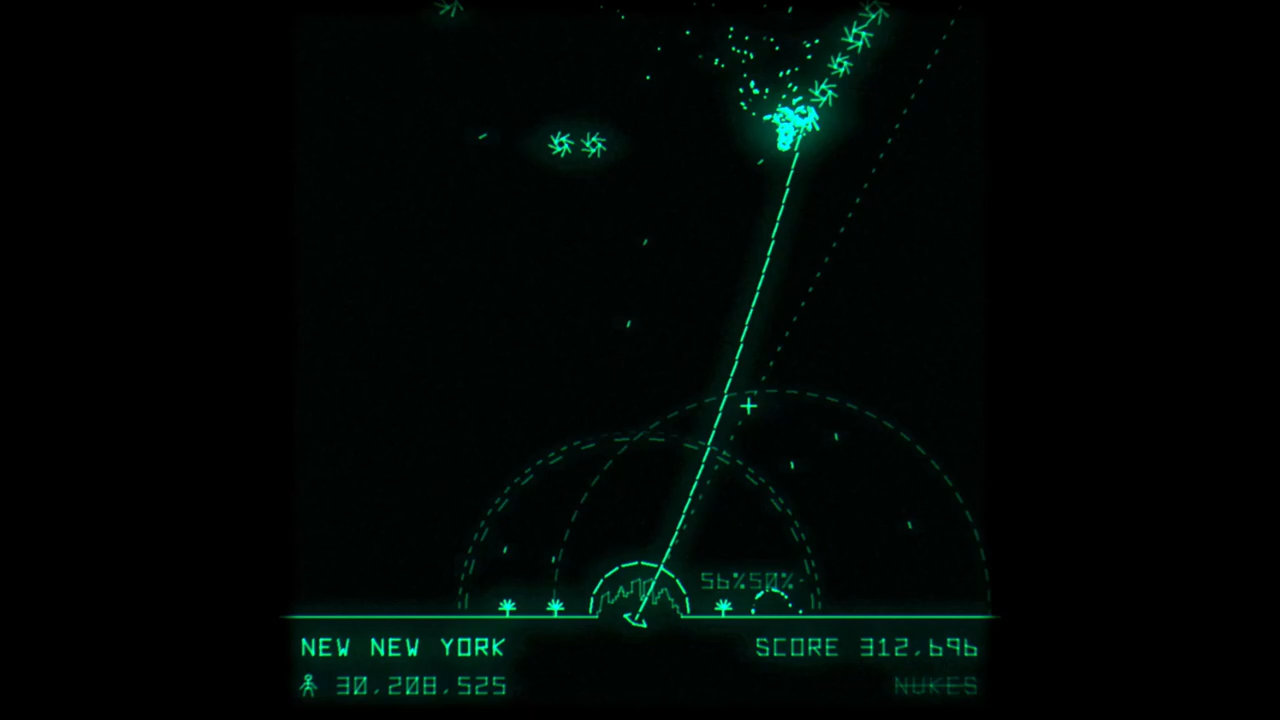 56%50%
NEW NEW YORK
SCORE 312.696
30.208.525
NUKES